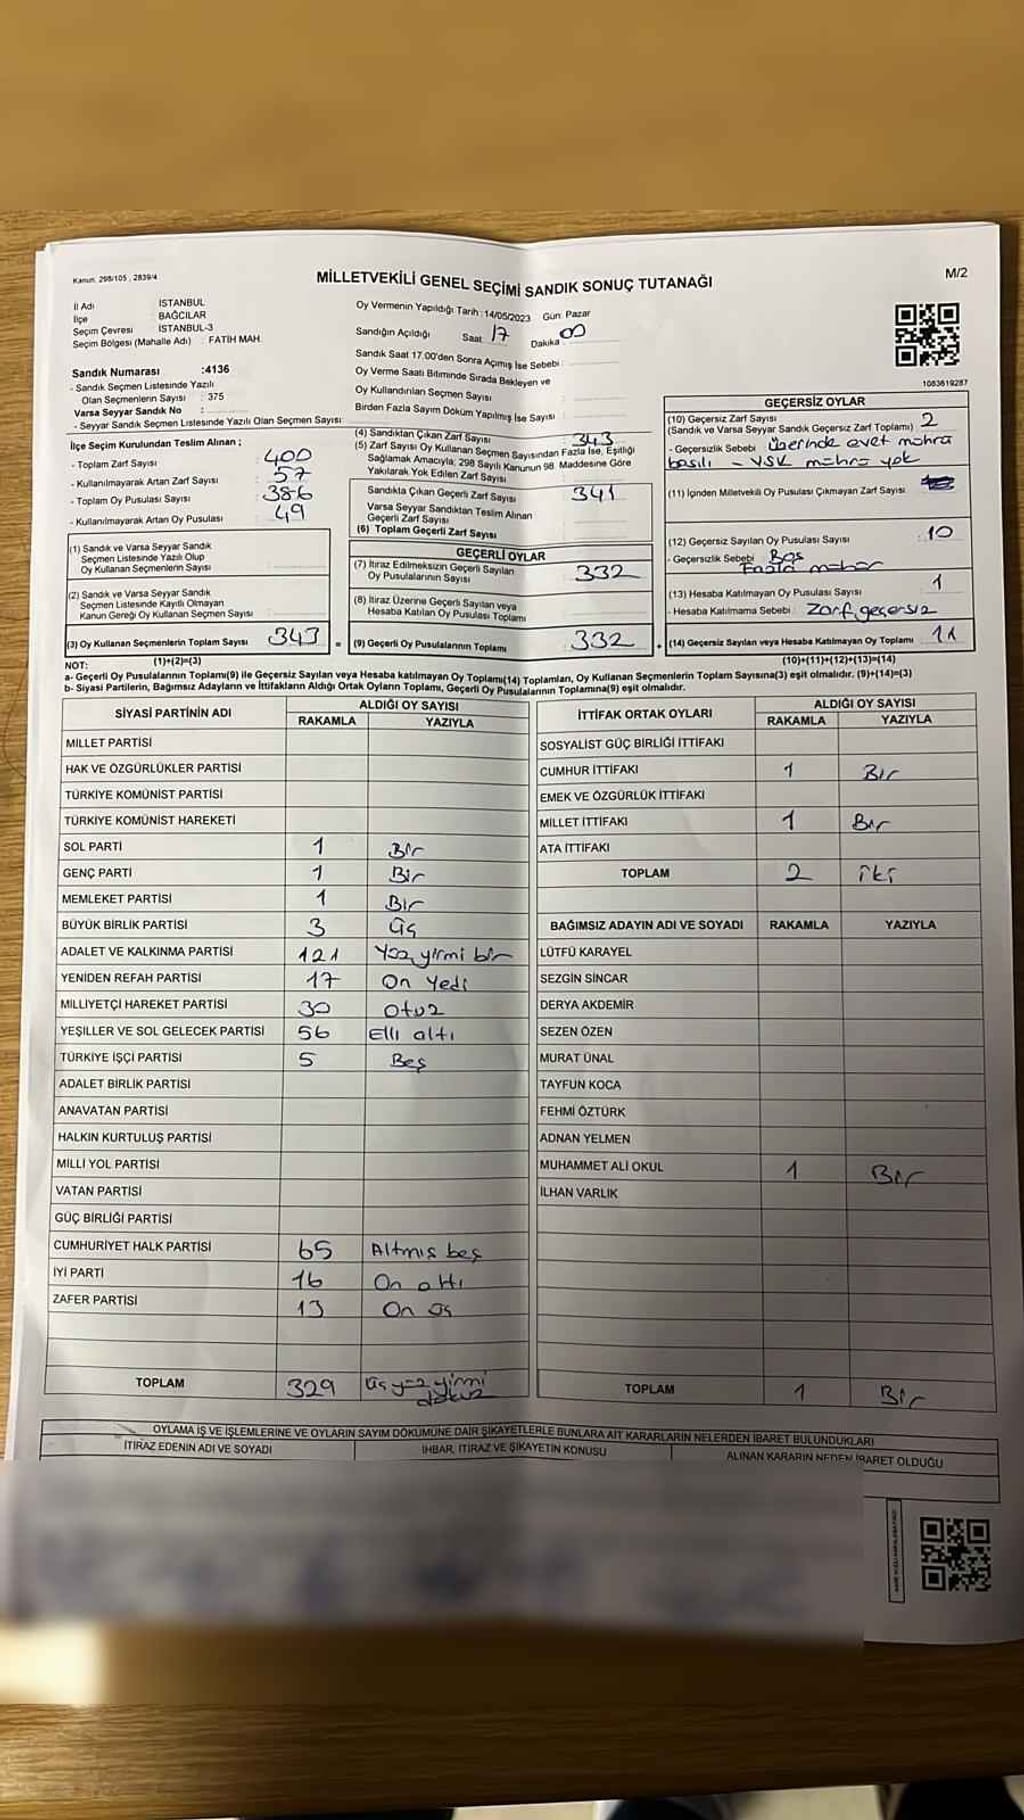 Kanun: 298/105 , 2839/4
MİLLETVEKİLİ GENEL SEÇİMİ SANDIK SONUÇ TUTANAĞI
M/2
İl Adı İSTANBUL
İlçe BAĞCILAR
Seçim Çevresi İSTANBUL-3
Seçim Bölgesi (Mahalle Adı) : FATİH MAH.
Sandık Numarası :4136
- Sandık Seçmen Listesinde Yazılı
Olan Seçmenlerin Sayısı : 375
Varsa Seyyar Sandık No :
- Seyyar Sandık Seçmen Listesinde Yazılı Olan Seçmen Sayısı :
İlçe Seçim Kurulundan Teslim Alınan ;
- Toplam Zarf Sayısı : 400
- Kullanılmayarak Artan Zarf Sayısı : 57
- Toplam Oy Pusulası Sayısı : 386
- Kullanılmayarak Artan Oy Pusulası : 49
(1) Sandık ve Varsa Seyyar Sandık
Seçmen Listesinde Yazılı Olup
Oy Kullanan Seçmenlerin Sayısı
(2) Sandık ve Varsa Seyyar Sandık
Seçmen Listesinde Kayıtlı Olmayan
Kanun Gereği Oy Kullanan Seçmen Sayısı
(3) Oy Kullanan Seçmenlerin Toplam Sayısı 343 =
(1)+(2)=(3)
Oy Vermenin Yapıldığı Tarih :14/05/2023 Gün: Pazar
Sandığın Açıldığı Saat 17 Dakika : 00
Sandık Saat 17.00'den Sonra Açımış İse Sebebi :
Oy Verme Saati Bitiminde Sırada Bekleyen ve
Oy Kullandırılan Seçmen Sayısı :
Birden Fazla Sayım Döküm Yapılmış İse Sayısı :
(4) Sandıktan Çıkan Zarf Sayısı : 343
(5) Zarf Sayısı Oy Kullanan Seçmen Sayısından Fazla İse, Eşitliği
Sağlamak Amacıyla; 298 Sayılı Kanunun 98. Maddesine Göre
Yakılarak Yok Edilen Zarf Sayısı
Sandıkta Çıkan Geçerli Zarf Sayısı 341
Varsa Seyyar Sandıktan Teslim Alınan
Geçerli Zarf Sayısı
(6) Toplam Geçerli Zarf Sayısı
GEÇERLİ OYLAR
(7) İtiraz Edilmeksizin Geçerli Sayılan
Oy Pusulalarının Sayısı 332
(8) İtiraz Üzerine Geçerli Sayılan veya
Hesaba Katılan Oy Pusulası Toplamı
(9) Geçerli Oy Pusulalarının Toplamı 332 +
1083619287
GEÇERSİZ OYLAR
(10) Geçersiz Zarf Sayısı 2
(Sandık ve Varsa Seyyar Sandık Geçersiz Zarf Toplamı)
- Geçersizlik Sebebi Üzerinde evet mührü
basılı - YSK mührü yok
(11) İçinden Milletvekili Oy Pusulası Çıkmayan Zarf Sayısı
(12) Geçersiz Sayılan Oy Pusulası Sayısı : 10
- Geçersizlik Sebebi Boş
Fazla mühür
(13) Hesaba Katılmayan Oy Pusulası Sayısı 1
- Hesaba Katılmama Sebebi : Zarf geçersiz
(14) Geçersiz Sayılan veya Hesaba Katılmayan Oy Toplamı 11
(10)+(11)+(12)+(13)=(14)
NOT:
a- Geçerli Oy Pusulalarının Toplamı(9) ile Geçersiz Sayılan veya Hesaba katılmayan Oy Toplamı(14) Toplamları, Oy Kullanan Seçmenlerin Toplam Sayısına(3) eşit olmalıdır. (9)+(14)=(3)
b- Siyasi Partilerin, Bağımsız Adayların ve İttifakların Aldığı Ortak Oyların Toplamı, Geçerli Oy Pusulalarının Toplamına(9) eşit olmalıdır.
SİYASİ PARTİNİN ADI ALDIĞI OY SAYISI
RAKAMLA YAZIYLA
MİLLET PARTİSİ
HAK VE ÖZGÜRLÜKLER PARTİSİ
TÜRKİYE KOMÜNİST PARTİSİ
TÜRKİYE KOMÜNİST HAREKETİ
SOL PARTİ 1 Bir
GENÇ PARTİ 1 Bir
MEMLEKET PARTİSİ 1 Bir
BÜYÜK BİRLİK PARTİSİ 3 Üç
ADALET VE KALKINMA PARTİSİ 121 Yüz yirmi bir
YENİDEN REFAH PARTİSİ 17 On Yedi
MİLLİYETÇİ HAREKET PARTİSİ 30 Otuz
YEŞİLLER VE SOL GELECEK PARTİSİ 56 Elli altı
TÜRKİYE İŞÇİ PARTİSİ 5 Beş
ADALET BİRLİK PARTİSİ
ANAVATAN PARTİSİ
HALKIN KURTULUŞ PARTİSİ
MİLLİ YOL PARTİSİ
VATAN PARTİSİ
GÜÇ BİRLİĞİ PARTİSİ
CUMHURİYET HALK PARTİSİ 65 Altmış beş
İYİ PARTİ 16 On altı
ZAFER PARTİSİ 13 On üç
TOPLAM 329 Üç yüz yirmi
dokuz
İTTİFAK ORTAK OYLARI ALDIĞI OY SAYISI
RAKAMLA YAZIYLA
SOSYALİST GÜÇ BİRLİĞİ İTTİFAKI
CUMHUR İTTİFAKI 1 Bir
EMEK VE ÖZGÜRLÜK İTTİFAKI
MİLLET İTTİFAKI 1 Bir
ATA İTTİFAKI
TOPLAM 2 İki
BAĞIMSIZ ADAYIN ADI VE SOYADI RAKAMLA YAZIYLA
LÜTFÜ KARAYEL
SEZGİN SİNCAR
DERYA AKDEMİR
SEZEN ÖZEN
MURAT ÜNAL
TAYFUN KOCA
FEHMİ ÖZTÜRK
ADNAN YELMEN
MUHAMMET ALİ OKUL 1 Bir
İLHAN VARLIK
TOPLAM 1 Bir
OYLAMA İŞ VE İŞLEMLERİNE VE OYLARIN SAYIM DÖKÜMÜNE DAİR ŞİKAYETLERLE BUNLARA AİT KARARLARIN NELERDEN İBARET BULUNDUKLARI
İTİRAZ EDENİN ADI VE SOYADI İHBAR, İTİRAZ VE ŞİKAYETİN KONUSU ALINAN KARARIN NEDEN İBARET OLDUĞU